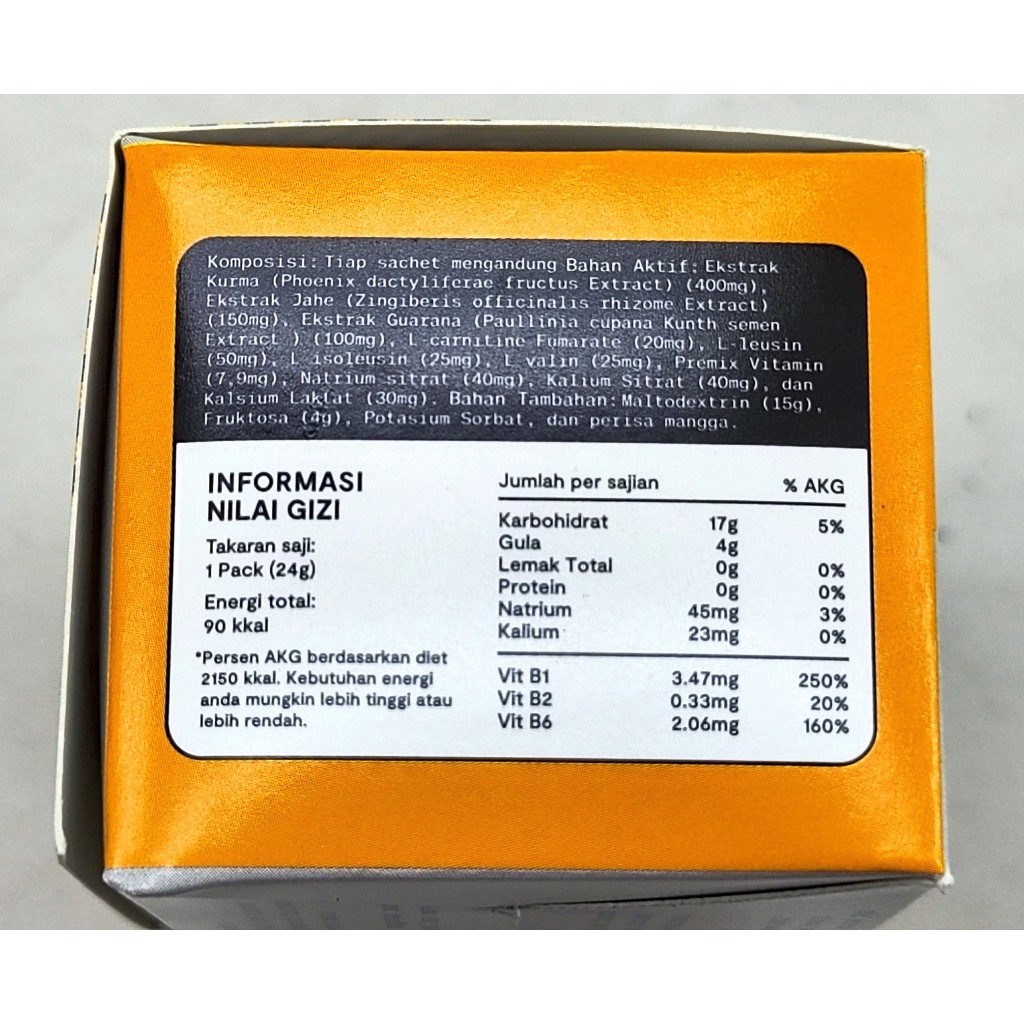 Komposisi: Tiap sachet mengandung Bahan Aktif: Ekstrak
Kurma (Phoenix dactyliferae fructus Extract) (400mg),
Ekstrak Jahe (Zingiberis officinalis rhizome Extract)
(150mg), Ekstrak Guarana (Paullinia cupana Kunth semen
Extract ) (100mg), L-carnitine Fumarate (20mg), L-leusin
(50mg), L isoleusin (25mg), L valin (25mg), Premix Vitamin
(7,9mg), Natrium sitrat (40mg), Kalium Sitrat (40mg), dan
Kalsium Laktat (30mg). Bahan Tambahan: Maltodextrin (15g),
Fruktosa (4g), Potasium Sorbat, dan perisa mangga.
INFORMASI
NILAI GIZI
Takaran saji:
1 Pack (24g)
Energi total:
90 kkal
*Persen AKG berdasarkan diet
2150 kkal. Kebutuhan energi
anda mungkin lebih tinggi atau
lebih rendah.
Jumlah per sajian % AKG
Karbohidrat 17g 5%
Gula 4g
Lemak Total 0g 0%
Protein 0g 0%
Natrium 45mg 3%
Kalium 23mg 0%
Vit B1 3.47mg 250%
Vit B2 0.33mg 20%
Vit B6 2.06mg 160%